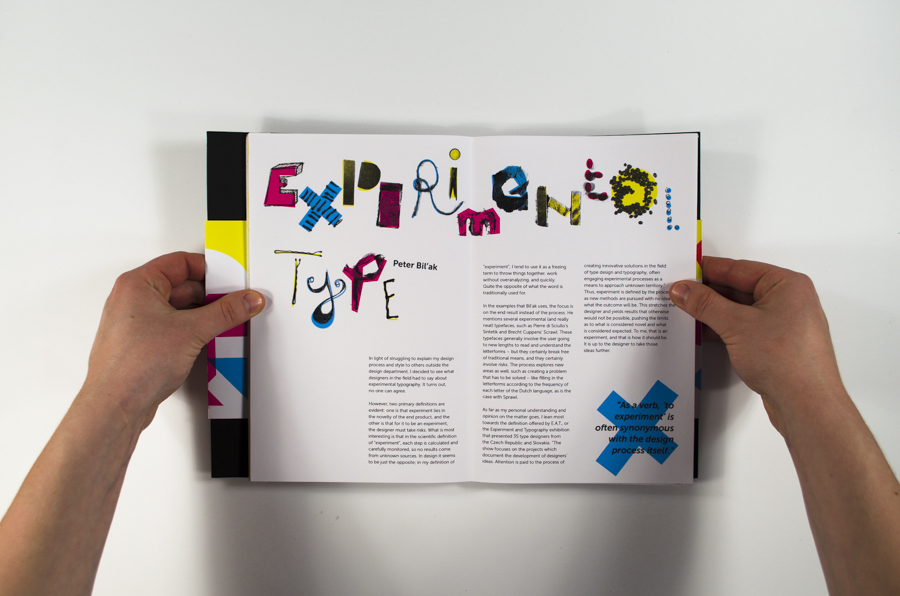 EXPERimeNtal
TypE
Peter Bil'ak
In light of struggling to explain my design
process and style to others outside the
design department, I decided to see what
designers in the field had to say about
experimental typography. It turns out,
no one can agree.
However, two primary definitions are
evident: one is that experiment lies in
the novelty of the end product, and the
other is that for it to be an experiment,
the designer must take risks. What is most
interesting is that in the scientific definition
of "experiment", each step is calculated and
carefully monitored, so no results come
from unknown sources. In design it seems
to be just the opposite; in my definition of
"experiment", I tend to use it as a freeing
term to throw things together, work
without overanalyzing, and quickly.
Quite the opposite of what the word is
traditionally used for.
In the examples that Bil'ak uses, the focus is
on the end result instead of the process. He
mentions several experimental (and really
neat) typefaces, such as Pierre di Sciullo's
Sintétik and Brecht Cuppens' Sprawl. These
typefaces generally involve the user going
to new lengths to read and understand the
letterforms – but they certainly break free
of traditional means, and they certainly
involve risks. The process explores new
areas as well, such as creating a problem
that has to be solved – like filling in the
letterforms according to the frequency of
each letter of the Dutch language, as is the
case with Sprawl.
As far as my personal understanding and
opinion on the matter goes, I lean most
towards the definition offered by E.A.T., or
the Experiment and Typography exhibition
that presented 35 type designers from
the Czech Republic and Slovakia. "The
show focuses on the projects which
document the development of designers'
ideas. Attention is paid to the process of
creating innovative solutions in the field
of type design and typography, often
engaging experimental processes as a
means to approach unknown territory."
Thus, experiment is defined by the process
as new methods are pursued with no idea
what the outcome will be. This stretches the
designer and yields results that otherwise
would not be possible, pushing the limits
as to what is considered novel and what
is considered expected. To me, that is an
experiment, and that is how it should be.
It is up to the designer to take those
ideas further.
"As a verb, 'to
experiment' is
often synonymous
with the design
process itself."